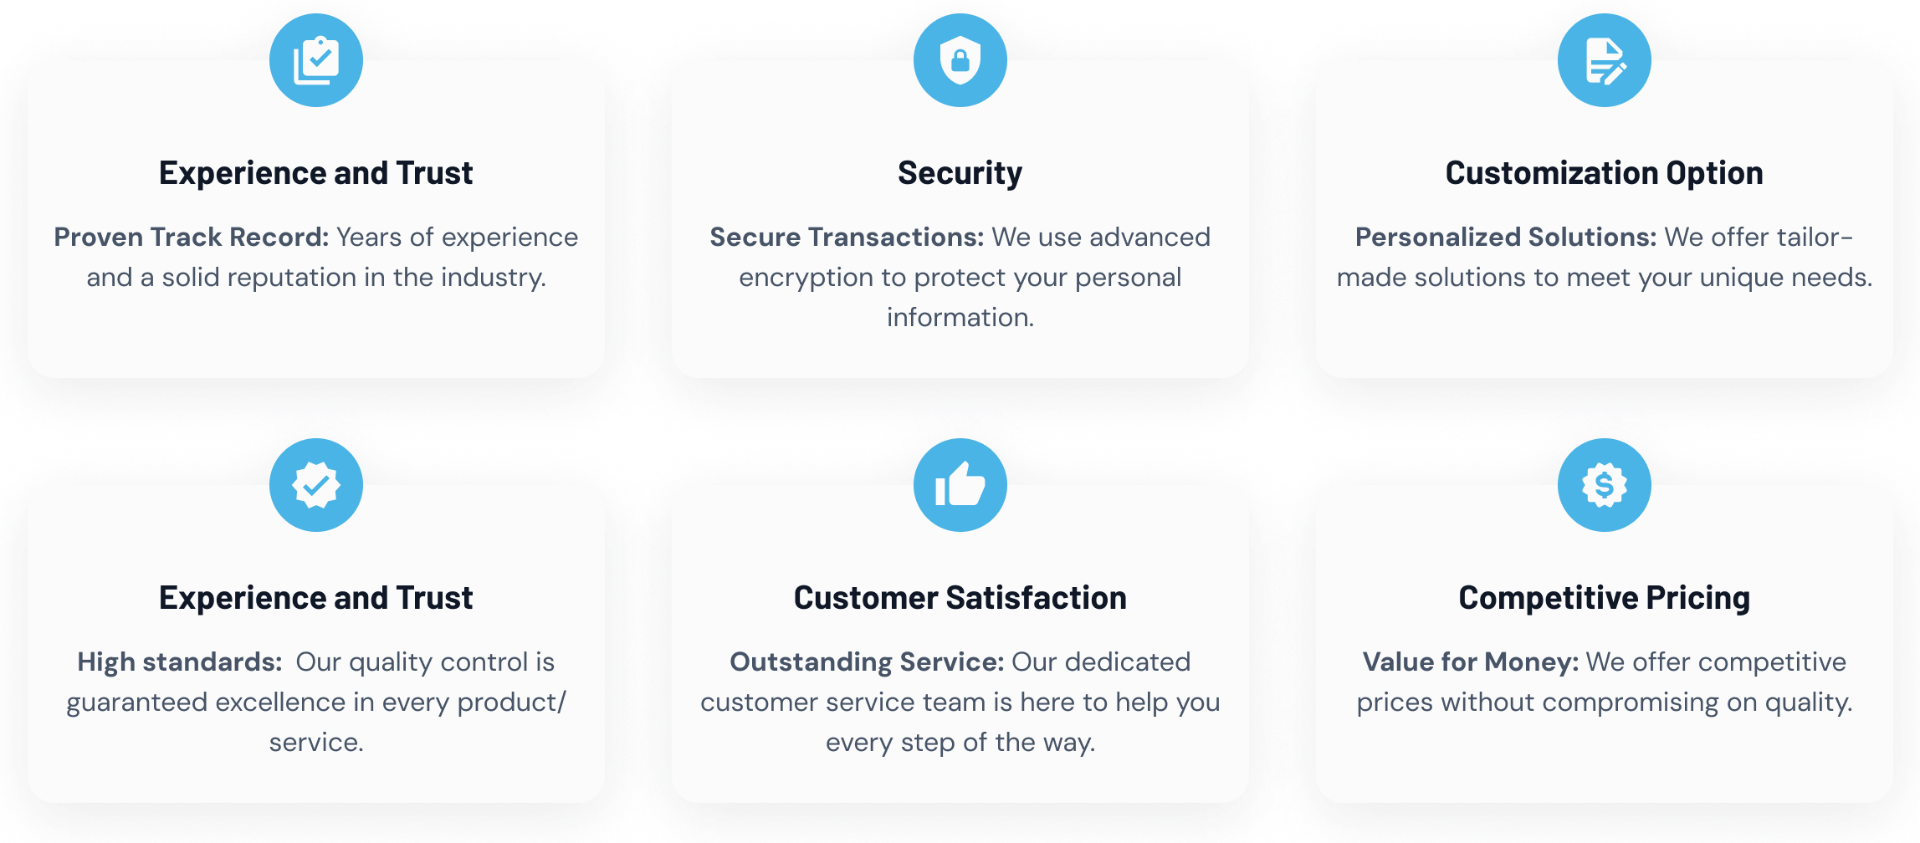 Experience and Trust
Proven Track Record: Years of experience
and a solid reputation in the industry.
Security
Secure Transactions: We use advanced
encryption to protect your personal
information.
Customization Option
Personalized Solutions: We offer tailor-
made solutions to meet your unique needs.
Experience and Trust
High standards:  Our quality control is
guaranteed excellence in every product/
service.
Customer Satisfaction
Outstanding Service: Our dedicated
customer service team is here to help you
every step of the way.
Competitive Pricing
Value for Money: We offer competitive
prices without compromising on quality.